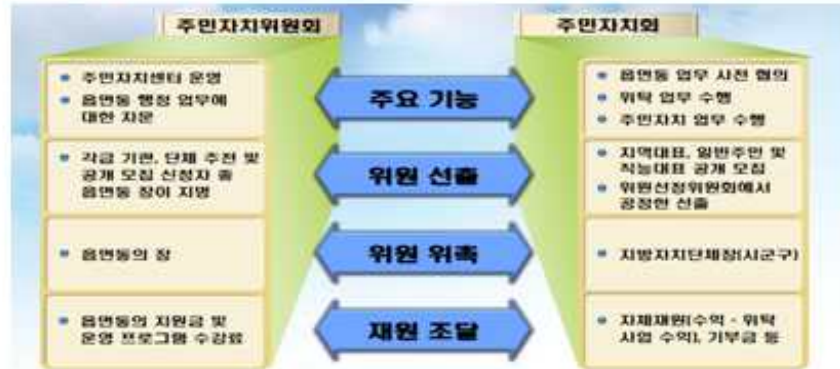 주민자치위원회
주민자치회
주민자치센터 운영
읍면동 행정 업무에
대한 자문
주요 기능
읍면동 업무 사전 협의
위탁 업무 수행
주민자치 업무 수행
각급 기관, 단체 추천 및
공개 모집 신청자 중
읍면동 장이 지명
위원 선출
지역대표, 일반주민 및
직능대표 공개 모집
위원선정위원회에서
공정한 선출
읍면동의 장
위원 위촉
지방자치단체장(시군구)
읍면동의 지원금 및
운영 프로그램 수강료
재원 조달
자체재원(수익 · 위탁
사업 수익), 기부금 등